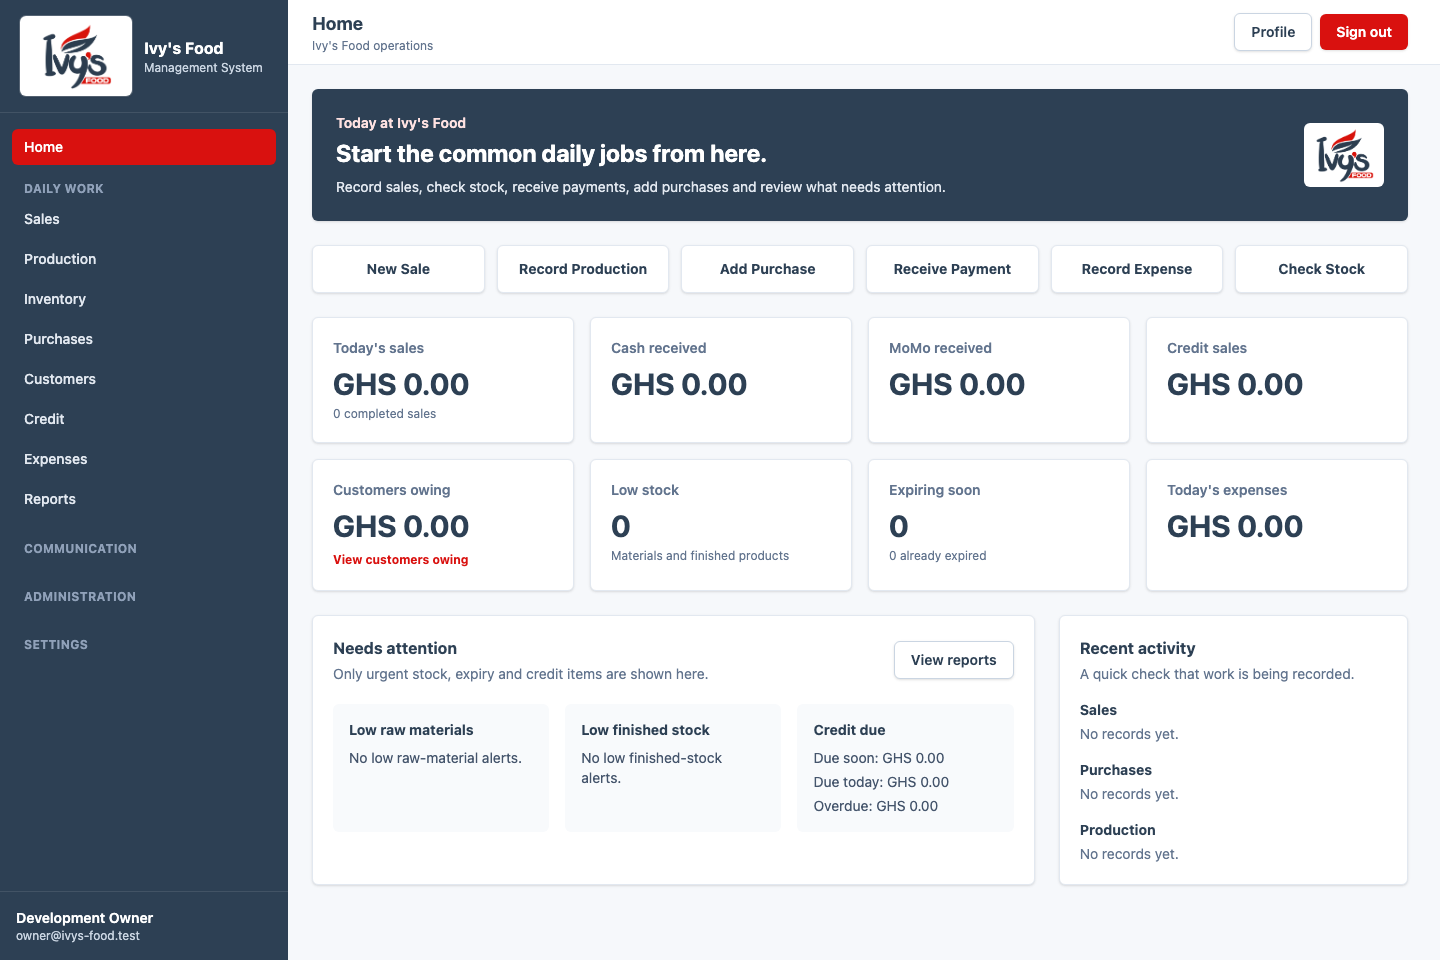 Ivy's
FOOD
Ivy's Food
Management System
Home
DAILY WORK
Sales
Production
Inventory
Purchases
Customers
Credit
Expenses
Reports
COMMUNICATION
ADMINISTRATION
SETTINGS
Development Owner
owner@ivys-food.test
Home
Ivy's Food operations
Profile
Sign out
Today at Ivy's Food
Start the common daily jobs from here.
Record sales, check stock, receive payments, add purchases and review what needs attention.
Ivy's
FOOD
New Sale
Record Production
Add Purchase
Receive Payment
Record Expense
Check Stock
Today's sales
GHS 0.00
0 completed sales
Cash received
GHS 0.00
MoMo received
GHS 0.00
Credit sales
GHS 0.00
Customers owing
GHS 0.00
View customers owing
Low stock
0
Materials and finished products
Expiring soon
0
0 already expired
Today's expenses
GHS 0.00
Needs attention
Only urgent stock, expiry and credit items are shown here.
View reports
Low raw materials
No low raw-material alerts.
Low finished stock
No low finished-stock
alerts.
Credit due
Due soon: GHS 0.00
Due today: GHS 0.00
Overdue: GHS 0.00
Recent activity
A quick check that work is being recorded.
Sales
No records yet.
Purchases
No records yet.
Production
No records yet.